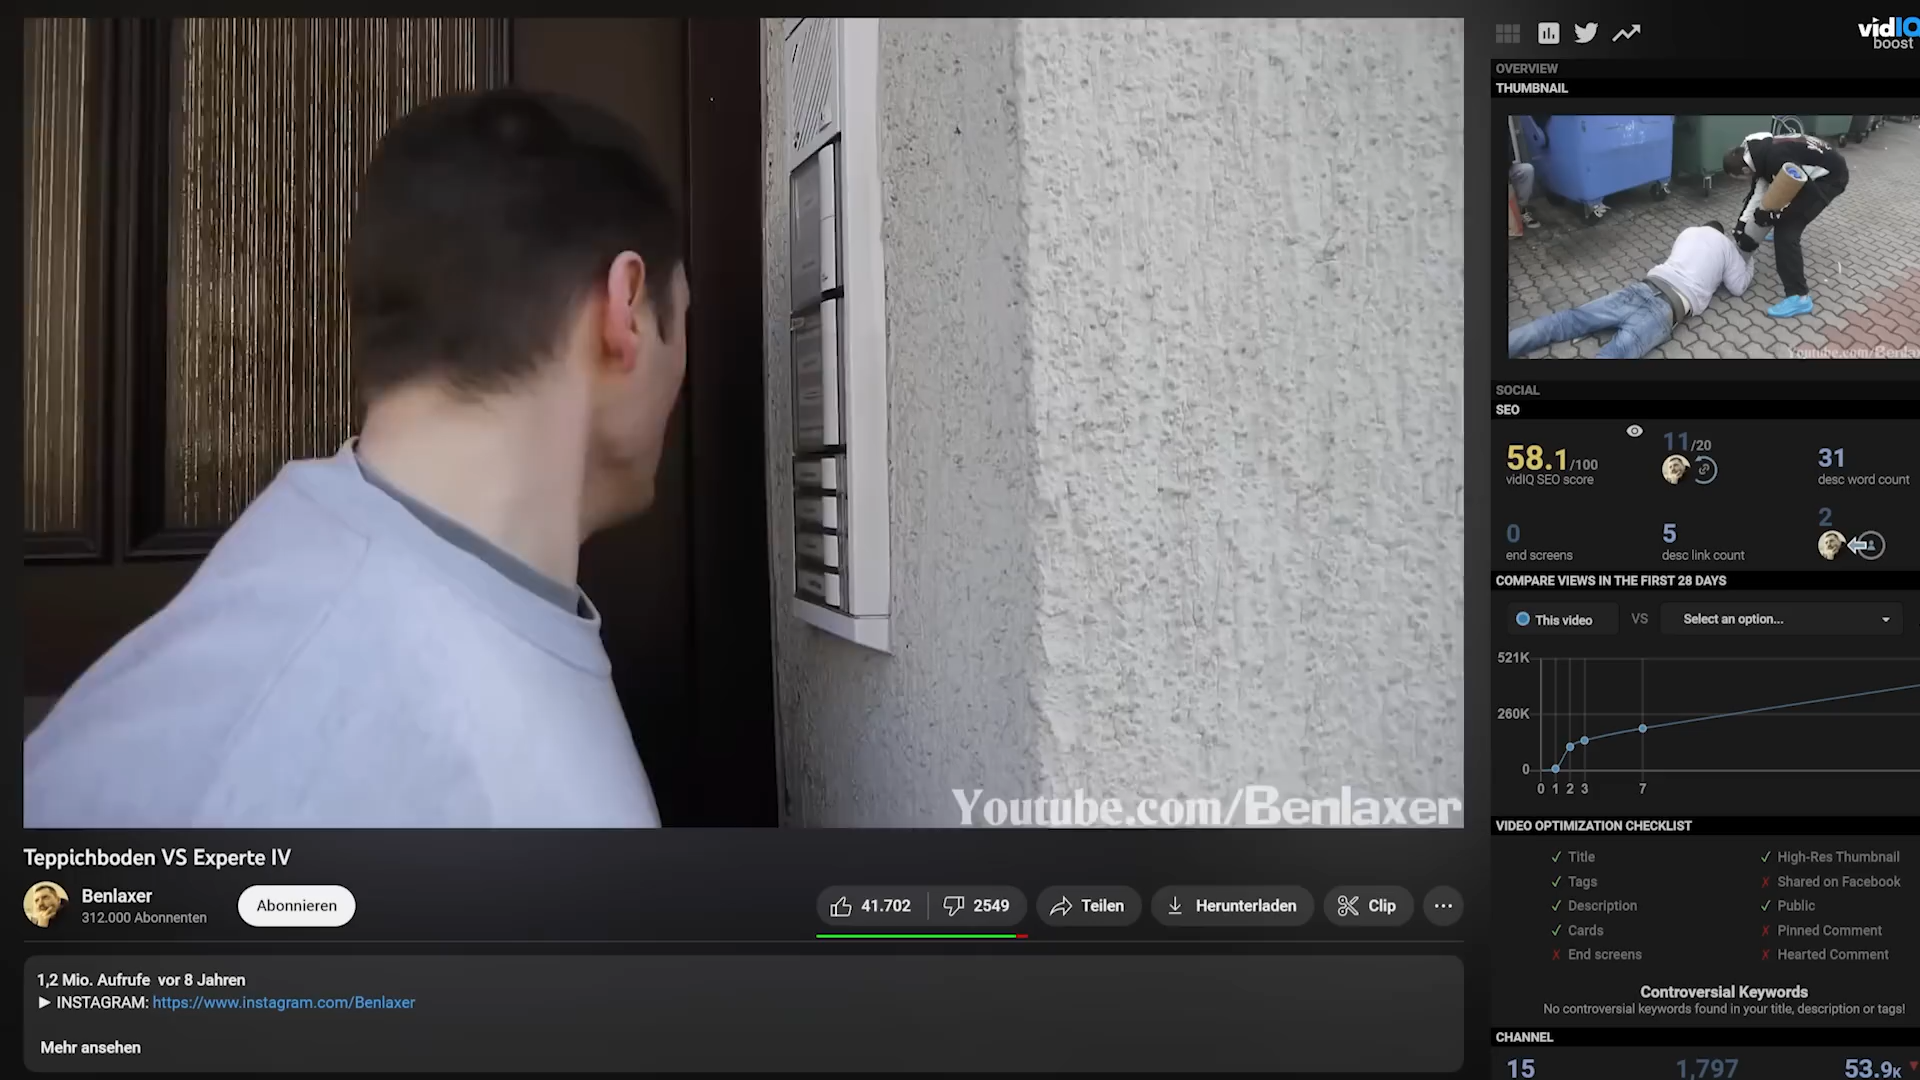 vidIQ
boost
OVERVIEW
THUMBNAIL
SOCIAL
SEO
58.1/100
vidIQ SEO score
11/20
31
desc word count
0
end screens
5
desc link count
2
COMPARE VIEWS IN THE FIRST 28 DAYS
This video
VS
Select an option...
521K
260K
0
0 1 2 3 7
VIDEO OPTIMIZATION CHECKLIST
✓ Title
✓ High-Res Thumbnail
✓ Tags
✗ Shared on Facebook
✓ Description
✓ Public
✓ Cards
✗ Pinned Comment
✗ End screens
✗ Hearted Comment
Controversial Keywords
No controversial keywords found in your title, description or tags!
CHANNEL
15 1,797 53.9K
Youtube.com/Benlaxer
Teppichboden VS Experte IV
Benlaxer
312.000 Abonnenten
Abonnieren
41.702
2549
Teilen
Herunterladen
Clip
1,2 Mio. Aufrufe vor 8 Jahren
► INSTAGRAM: https://www.instagram.com/Benlaxer
Mehr ansehen